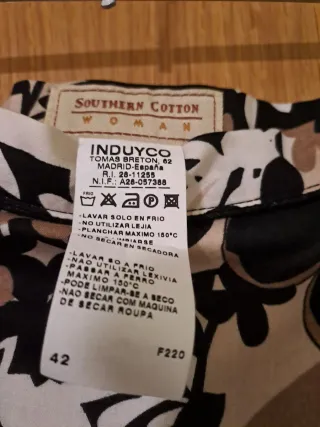 SOUTHERN COTTON
WOMAN
INDUYCO
TOMAS BRETON, 62
MADRID-España
R.I. 28-11255
N.I.F.: A28-057388
-LAVAR SOLO EN FRIO
-NO UTILIZAR LEJIA
-PLANCHAR MAXIMO 150°C
-NO SECAR EN SECADORA
-LAVAR A FRIO
-NAO UTILIZAR LEXIVIA
-PASSAR A FERRO
MAXIMO 150°C
-PODE LIMPAR-SE A SECO
-NAO SECAR COM MAQUINA
DE SECAR ROUPA
42
F220